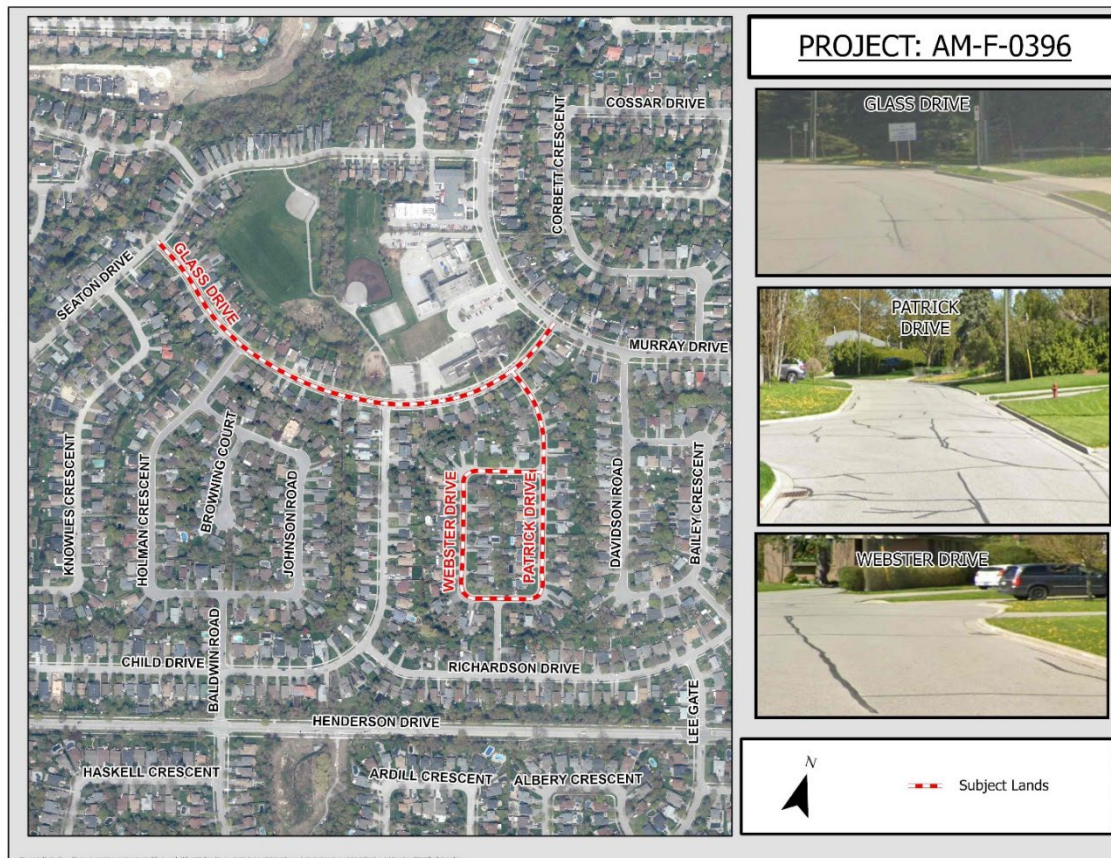 PROJECT: AM-F-0396
GLASS DRIVE
PATRICK
DRIVE
WEBSTER DRIVE
N
Subject Lands
COSSAR DRIVE
CORBETT CRESCENT
SEATON DRIVE
GLASS DRIVE
MURRAY DRIVE
KNOWLES CRESCENT
HOLMAN CRESCENT
BROWNING COURT
JOHNSON ROAD
WEBSTER DRIVE
PATRICK DRIVE
DAVIDSON ROAD
BAILEY CRESCENT
CHILD DRIVE
BALDWIN ROAD
RICHARDSON DRIVE
LEE GATE
HENDERSON DRIVE
HASKELL CRESCENT
ARDILL CRESCENT
ALBERY CRESCENT